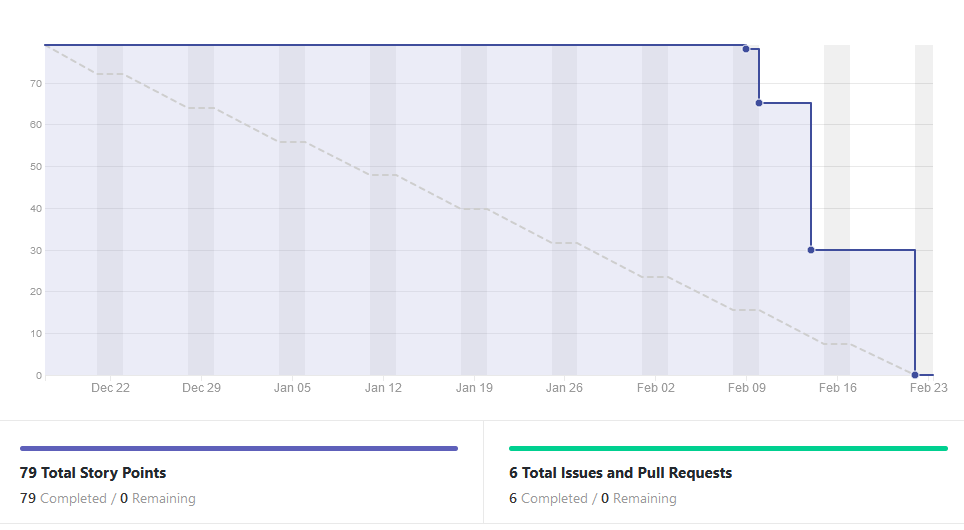 70
60
50
40
30
20
10
0
Dec 22 Dec 29 Jan 05 Jan 12 Jan 19 Jan 26 Feb 02 Feb 09 Feb 16 Feb 23
79 Total Story Points
79 Completed / 0 Remaining
6 Total Issues and Pull Requests
6 Completed / 0 Remaining